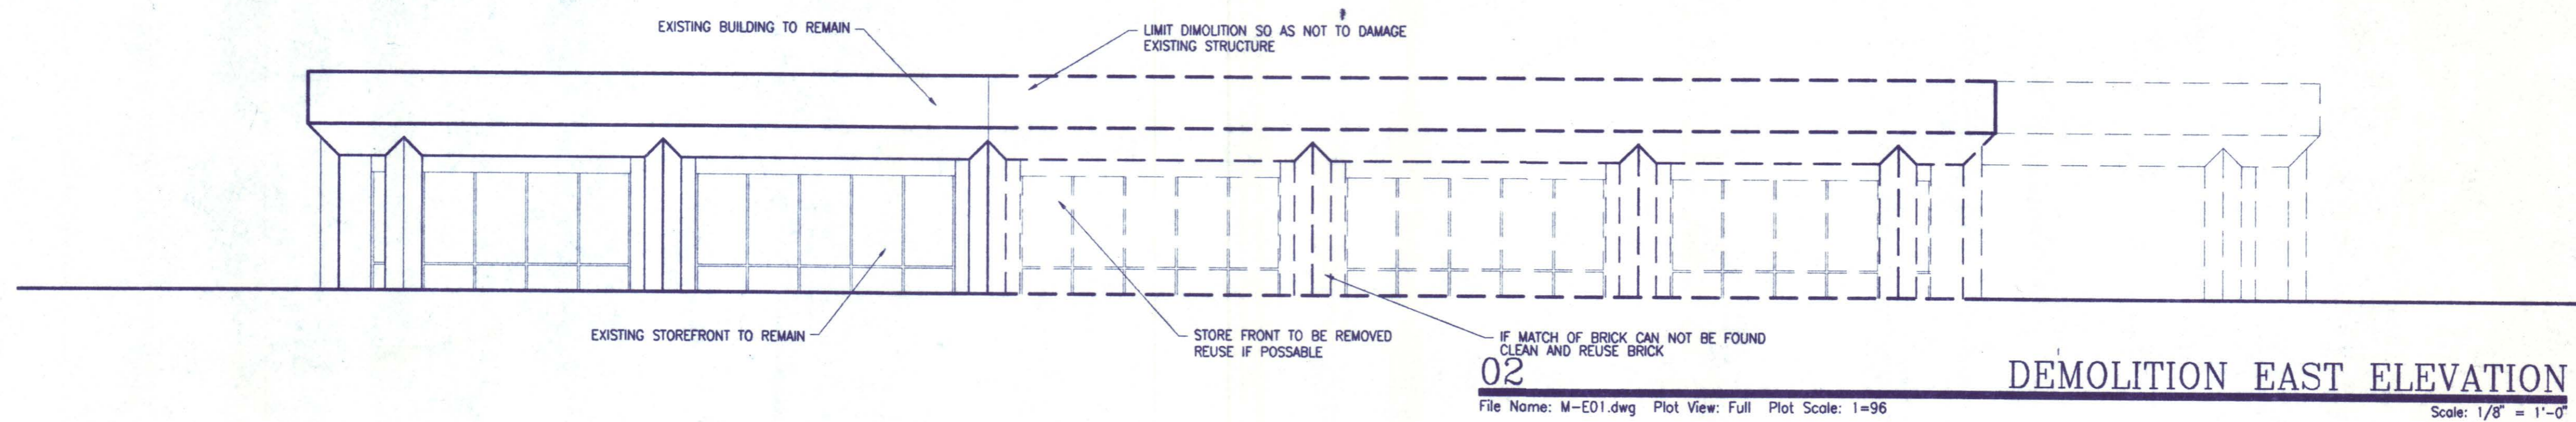 EXISTING BUILDING TO REMAIN
LIMIT DIMOLITION SO AS NOT TO DAMAGE
EXISTING STRUCTURE
EXISTING STOREFRONT TO REMAIN
STORE FRONT TO BE REMOVED
REUSE IF POSSABLE
IF MATCH OF BRICK CAN NOT BE FOUND
CLEAN AND REUSE BRICK
02
DEMOLITION EAST ELEVATION
File Name: M-E01.dwg Plot View: Full Plot Scale: 1=96
Scale: 1/8" = 1'-0"